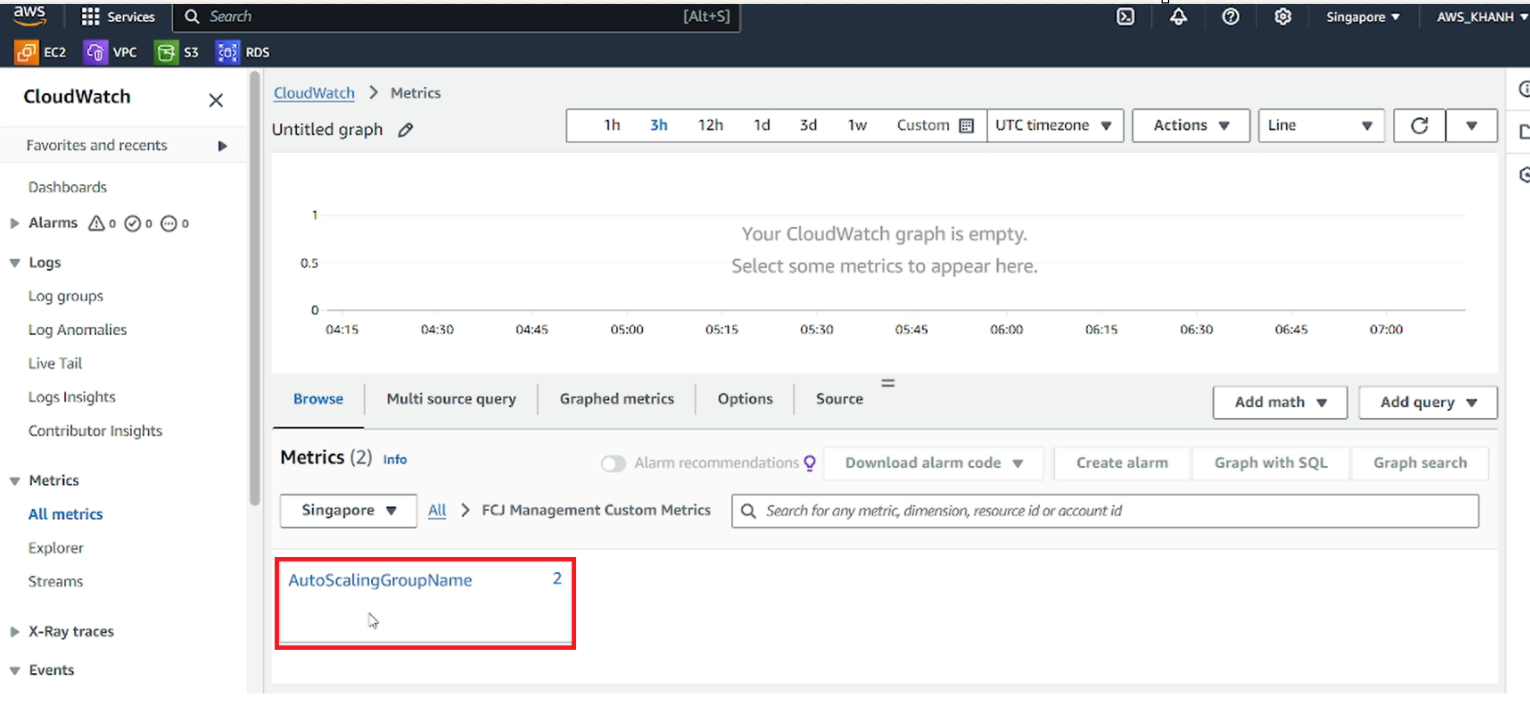 aws Services Search [Alt+S] Singapore AWS_KHANH
EC2 VPC S3 RDS
CloudWatch
Favorites and recents
Dashboards
Alarms 0 0 0
Logs
Log groups
Log Anomalies
Live Tail
Logs Insights
Contributor Insights
Metrics
All metrics
Explorer
Streams
X-Ray traces
Events
CloudWatch > Metrics
Untitled graph
1h 3h 12h 1d 3d 1w Custom UTC timezone Actions Line
1
0.5
0
Your CloudWatch graph is empty.
Select some metrics to appear here.
04:15 04:30 04:45 05:00 05:15 05:30 05:45 06:00 06:15 06:30 06:45 07:00
Browse Multi source query Graphed metrics Options Source Add math Add query
Metrics (2) Info Alarm recommendations Download alarm code Create alarm Graph with SQL Graph search
Singapore All > FCJ Management Custom Metrics Search for any metric, dimension, resource id or account id
AutoScalingGroupName 2